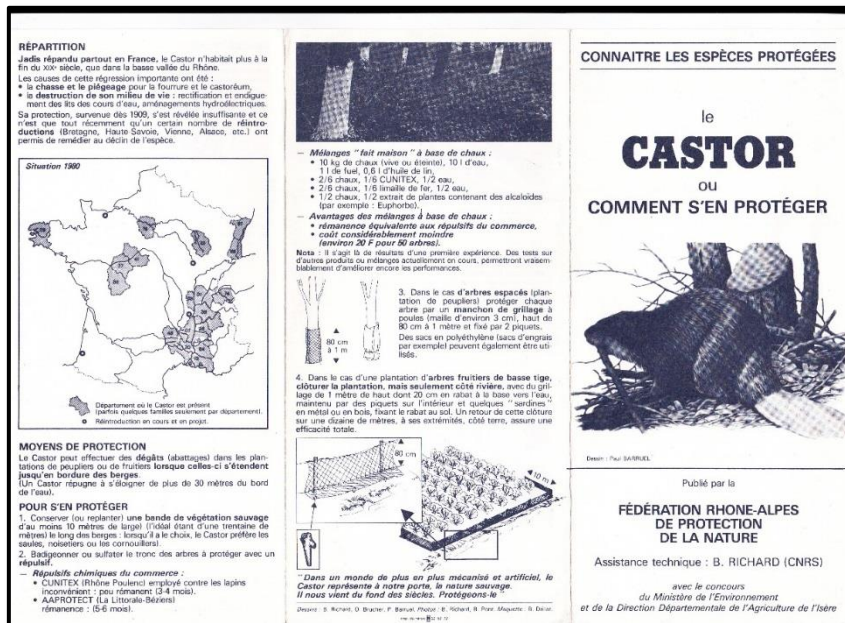 RÉPARTITION
Jadis répandu partout en France, le Castor n'habitait plus à la
fin du XIXe siècle, que dans la basse vallée du Rhône.
Les causes de cette régression importante ont été :
• la chasse et le piégeage pour la fourrure et le castoréum,
• la destruction de son milieu de vie : rectification et endigue-
ment des lits des cours d'eau, aménagements hydroélectriques.
Sa protection, survenue dès 1909, s'est révélée insuffisante et ce
n'est que tout récemment qu'un certain nombre de réintro-
ductions (Bretagne, Haute Savoie, Vienne, Alsace, etc.) ont
permis de remédier au déclin de l'espèce.
Situation 1980
Département où le Castor est présent
(parfois quelques familles seulement par département).
Réintroduction en cours et en projet.
MOYENS DE PROTECTION
Le Castor peut effectuer des dégâts (abattages) dans les plan-
tations de peupliers ou de fruitiers lorsque celles-ci s'étendent
jusqu'en bordure des berges.
(Un Castor répugne à s'éloigner de plus de 30 mètres du bord
de l'eau).
POUR S'EN PROTÉGER
1. Conserver (ou replanter) une bande de végétation sauvage
d'au moins 10 mètres de large) (l'idéal étant d'une trentaine de
mètres) le long des berges : lorsqu'il a le choix, le Castor préfère les
saules, noisetiers ou les cornouillers).
2. Badigeonner ou sulfater le tronc des arbres à protéger avec un
répulsif.
— Répulsifs chimiques du commerce :
• CUNITEX (Rhône Poulenc) employé contre les lapins
inconvénient : peu rémanent (3-4 mois).
• AAPROTECT (La Littorale-Béziers)
rémanence : (5-6 mois).
— Mélanges "fait maison" à base de chaux :
• 10 kg de chaux (vive ou éteinte), 10 l d'eau,
1 l de fuel, 0,6 l d'huile de lin,
• 2/6 chaux, 1/6 CUNITEX, 1/2 eau,
• 2/6 chaux, 1/6 limaille de fer, 1/2 eau,
• 1/2 chaux, 1/2 extrait de plantes contenant des alcaloïdes
(par exemple : Euphorbe).
— Avantages des mélanges à base de chaux :
• rémanence équivalente aux répulsifs du commerce,
• coût considérablement moindre
(environ 20 F pour 50 arbres).
Nota : il s'agit là de résultats d'une première expérience. Des tests sur
d'autres produits ou mélanges actuellement en cours, permettront vraisem-
blablement d'améliorer encore les performances.
80 cm
à 1 m
3. Dans le cas d'arbres espacés (plan-
tation de peupliers) protéger chaque
arbre par un manchon de grillage à
poules (maille d'environ 3 cm), haut de
80 cm à 1 mètre et fixé par 2 piquets.
Des sacs en polyéthylène (sacs d'engrais
par exemple) peuvent également être uti-
lisés.
4. Dans le cas d'une plantation d'arbres fruitiers de basse tige,
clôturer la plantation, mais seulement côté rivière, avec du gril-
lage de 1 mètre de haut dont 20 cm en rabat à la base vers l'eau,
maintenu par des piquets sur l'intérieur et quelques "sardines"
en métal ou en bois, fixant le rabat au sol. Un retour de cette clôture
sur une dizaine de mètres, à ses extrémités, côté terre, assure une
efficacité totale.
80 cm
10 m
"Dans un monde de plus en plus mécanisé et artificiel, le
Castor représente à notre porte, la nature sauvage.
Il nous vient du fond des siècles. Protégeons-le"
Dessins : B. Richard, D. Brucher, P. Barruel. Photos : B. Richard, R. Maquette :
CONNAITRE LES ESPÈCES PROTÉGÉES
le
CASTOR
ou
COMMENT S'EN PROTÉGER
Dessin : Paul BARRUEL
Publié par la
FÉDÉRATION RHONE-ALPES
DE PROTECTION
DE LA NATURE
Assistance technique : B. RICHARD (CNRS)
avec le concours
du Ministère de l'Environnement
et de la Direction Départementale de l'Agriculture de l'Isère